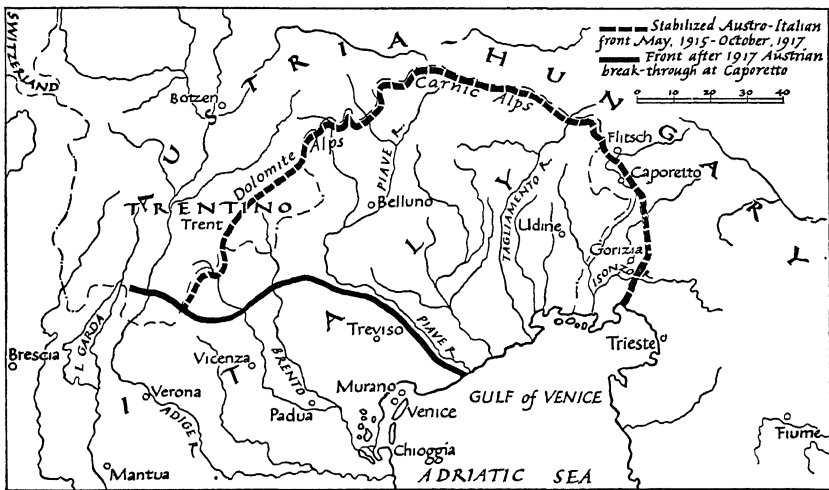 Stabilized Austro-Italian
front May, 1915-October, 1917
Front after 1917 Austrian
break-through at Caporetto
0 10 20 30 40
SWITZERLAND
AUSTRIA-HUNGARY
ITALY
Botzen
Carnic Alps
Dolomite Alps
Flitsch
Caporetto
PIAVE R.
TAGLIAMENTO R.
TRENTINO
Trent
Belluno
Udine
Gorizia
ISONZO R.
L GARDA
Brescia
Treviso
PIAVE R.
Trieste
Vicenza
BRENTO
Verona
ADIGE R.
Padua
Murano
Venice
GULF of VENICE
Fiume
Chioggia
Mantua
ADRIATIC SEA